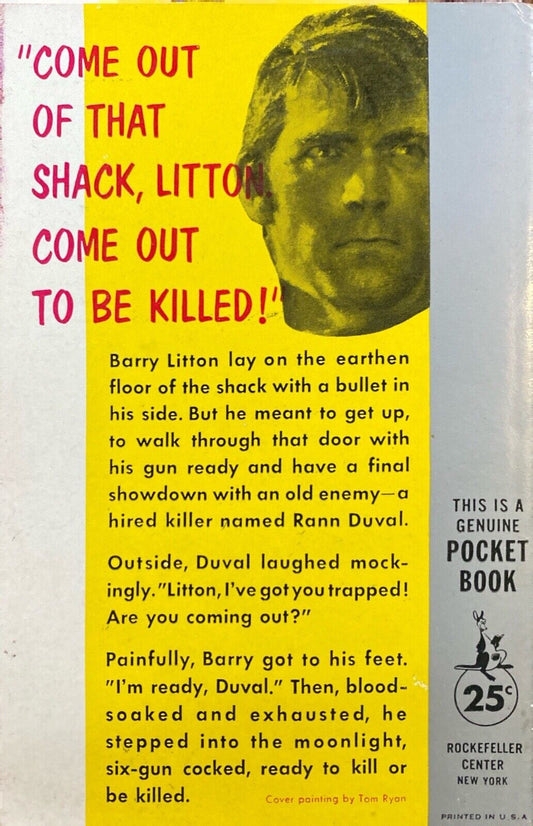 "COME OUT
OF THAT
SHACK, LITTON.
COME OUT
TO BE KILLED!"
Barry Litton lay on the earthen
floor of the shack with a bullet in
his side. But he meant to get up,
to walk through that door with
his gun ready and have a final
showdown with an old enemy—a
hired killer named Rann Duval.
Outside, Duval laughed mock-
ingly. "Litton, I've got you trapped!
Are you coming out?"
Painfully, Barry got to his feet.
"I'm ready, Duval." Then, blood-
soaked and exhausted, he
stepped into the moonlight,
six-gun cocked, ready to kill or
be killed.
Cover painting by Tom Ryan
THIS IS A
GENUINE
POCKET
BOOK
25c
ROCKEFELLER
CENTER
NEW YORK
PRINTED IN U.S.A